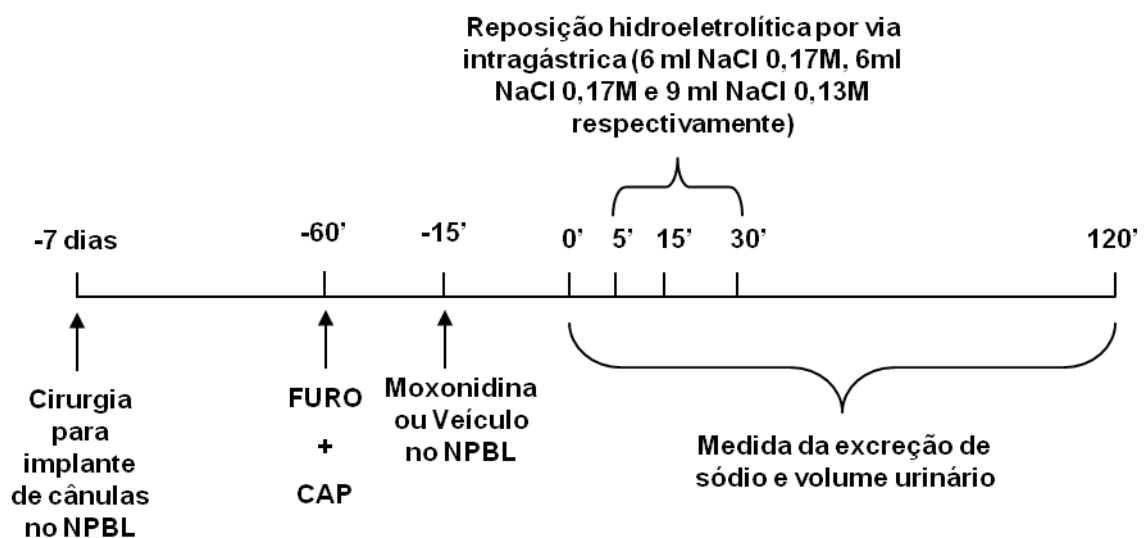 Reposição hidroeletrolítica por via
intragástrica (6 ml NaCl 0,17M, 6ml
NaCl 0,17M e 9 ml NaCl 0,13M
respectivamente)
-7 dias
-60’
-15’
0’
5’
15’
30’
120’
Cirurgia
para
implante
de cânulas
no NPBL
FURO
+
CAP
Moxonidina
ou Veículo
no NPBL
Medida da excreção de
sódio e volume urinário